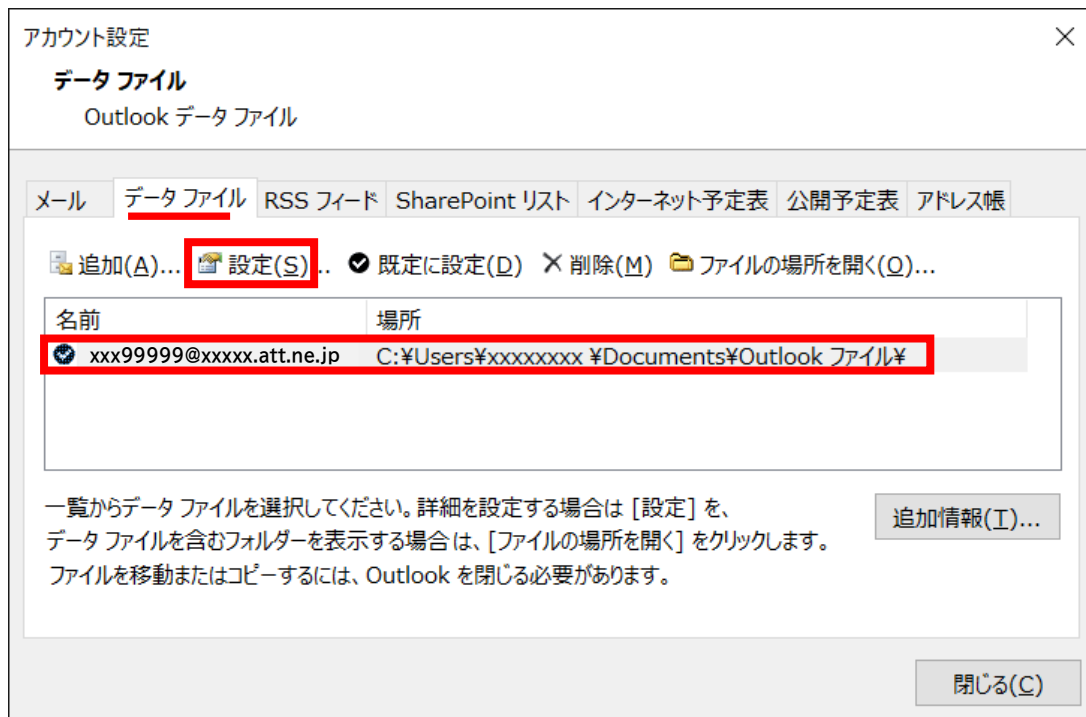 アカウント設定
データ ファイル
Outlook データ ファイル
メール データ ファイル RSS フィード SharePoint リスト インターネット予定表 公開予定表 アドレス帳
追加(A)... 設定(S)... 既定に設定(D) 削除(M) ファイルの場所を開く(O)...
名前 場所
xxx99999@xxxxx.att.ne.jp C:¥Users¥xxxxxxxx ¥Documents¥Outlook ファイル¥
一覧からデータ ファイルを選択してください。詳細を設定する場合は [設定] を、
データ ファイルを含むフォルダーを表示する場合は、[ファイルの場所を開く] をクリックします。
ファイルを移動またはコピーするには、Outlook を閉じる必要があります。
追加情報(T)...
閉じる(C)